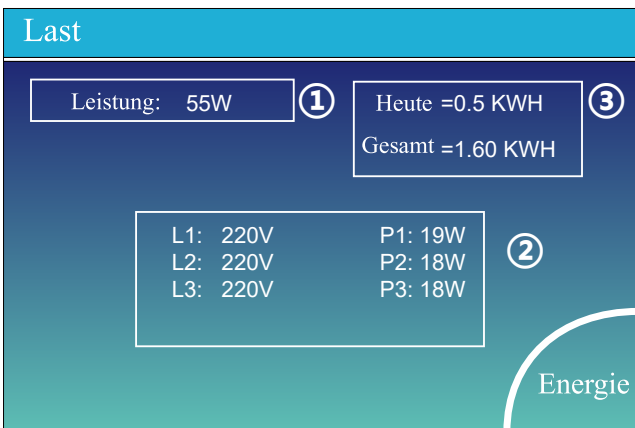 Last
Leistung: 55W ①
Heute =0.5 KWH ③
Gesamt =1.60 KWH
L1: 220V P1: 19W
L2: 220V P2: 18W ②
L3: 220V P3: 18W
Energie